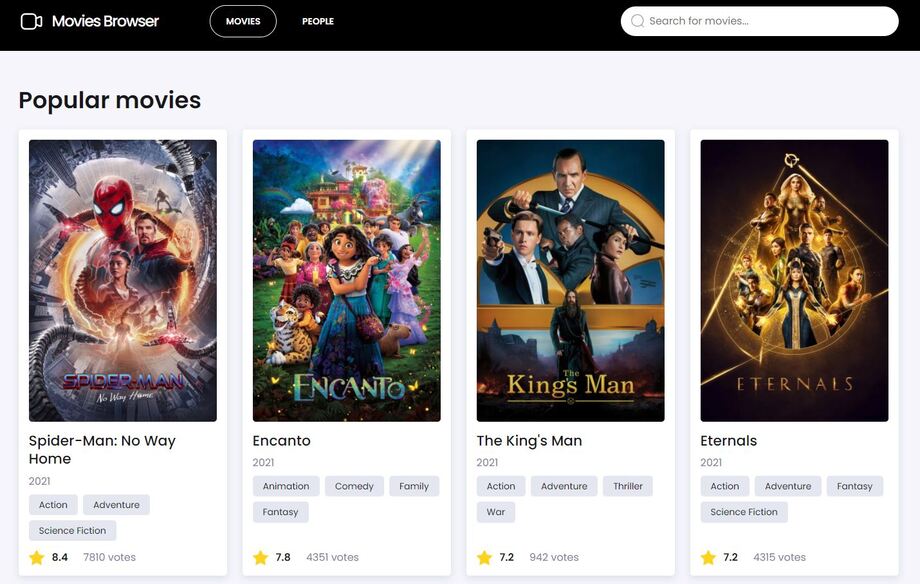 Movies Browser
MOVIES
PEOPLE
Search for movies...
Popular movies
SPIDER-MAN
No Way Home
ENCANTO
The
King's Man
ETERNALS
Spider-Man: No Way
Home
2021
Action
Adventure
Science Fiction
8.4
7810 votes
Encanto
2021
Animation
Comedy
Family
Fantasy
7.8
4351 votes
The King's Man
2021
Action
Adventure
Thriller
War
7.2
942 votes
Eternals
2021
Action
Adventure
Fantasy
Science Fiction
7.2
4315 votes